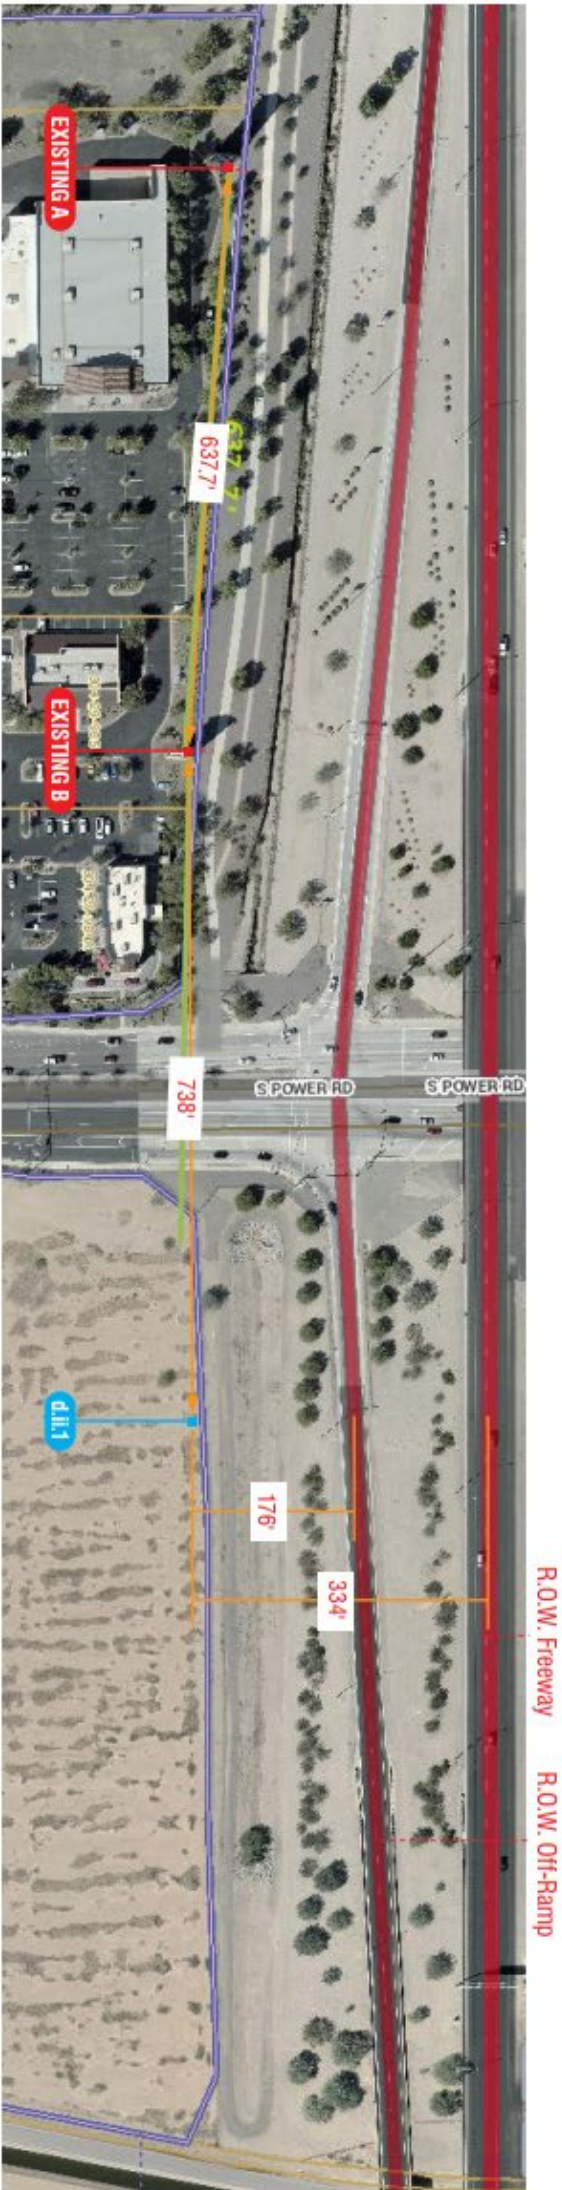 EXISTING A
637.7'
637.7'
EXISTING B
738'
S POWER RD
S POWER RD
d.ii.1
176'
334'
R.O.W. Freeway
R.O.W. Off-Ramp